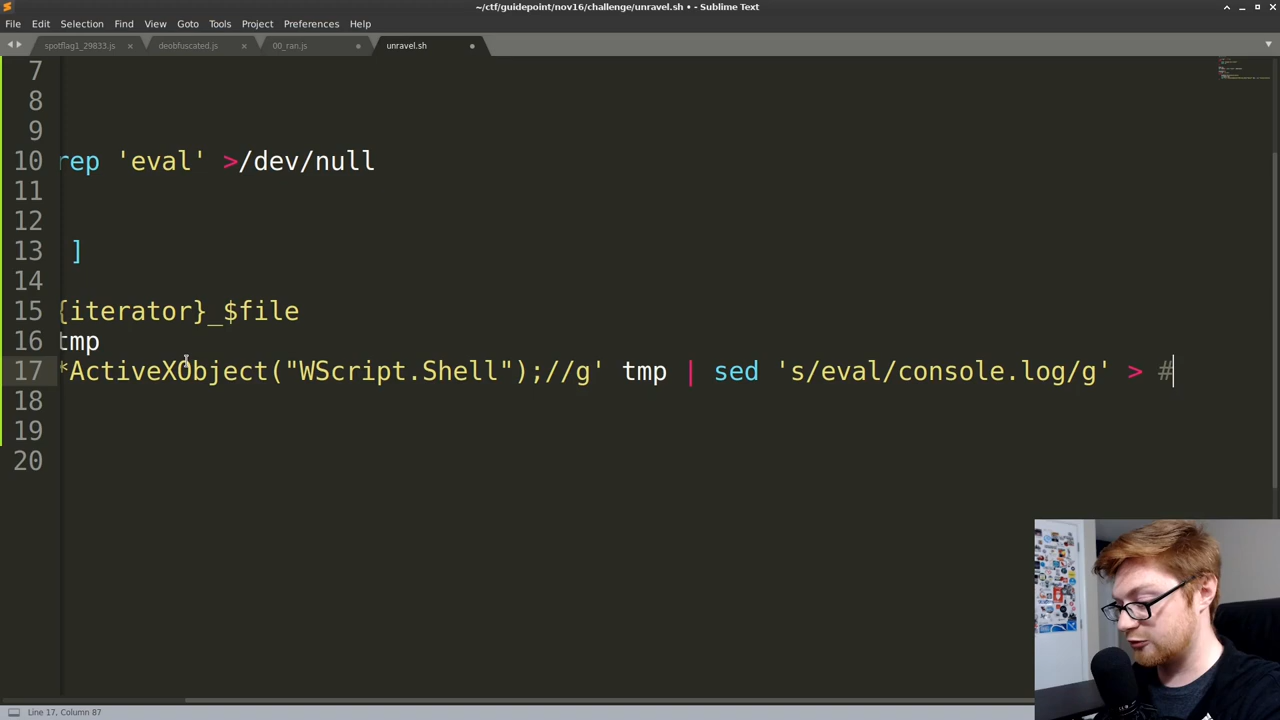 ~/ctf/guidepoint/nov16/challenge/unravel.sh • - Sublime Text
File Edit Selection Find View Goto Tools Project Preferences Help
spotflag1_29833.js deobfuscated.js 00_ran.js unravel.sh
7
8
9
10 rep 'eval' >/dev/null
11
12
13 ]
14
15 {iterator}_$file
16 tmp
17 *ActiveXObject("WScript.Shell");//g' tmp | sed 's/eval/console.log/g' > #
18
19
20
Line 17, Column 87